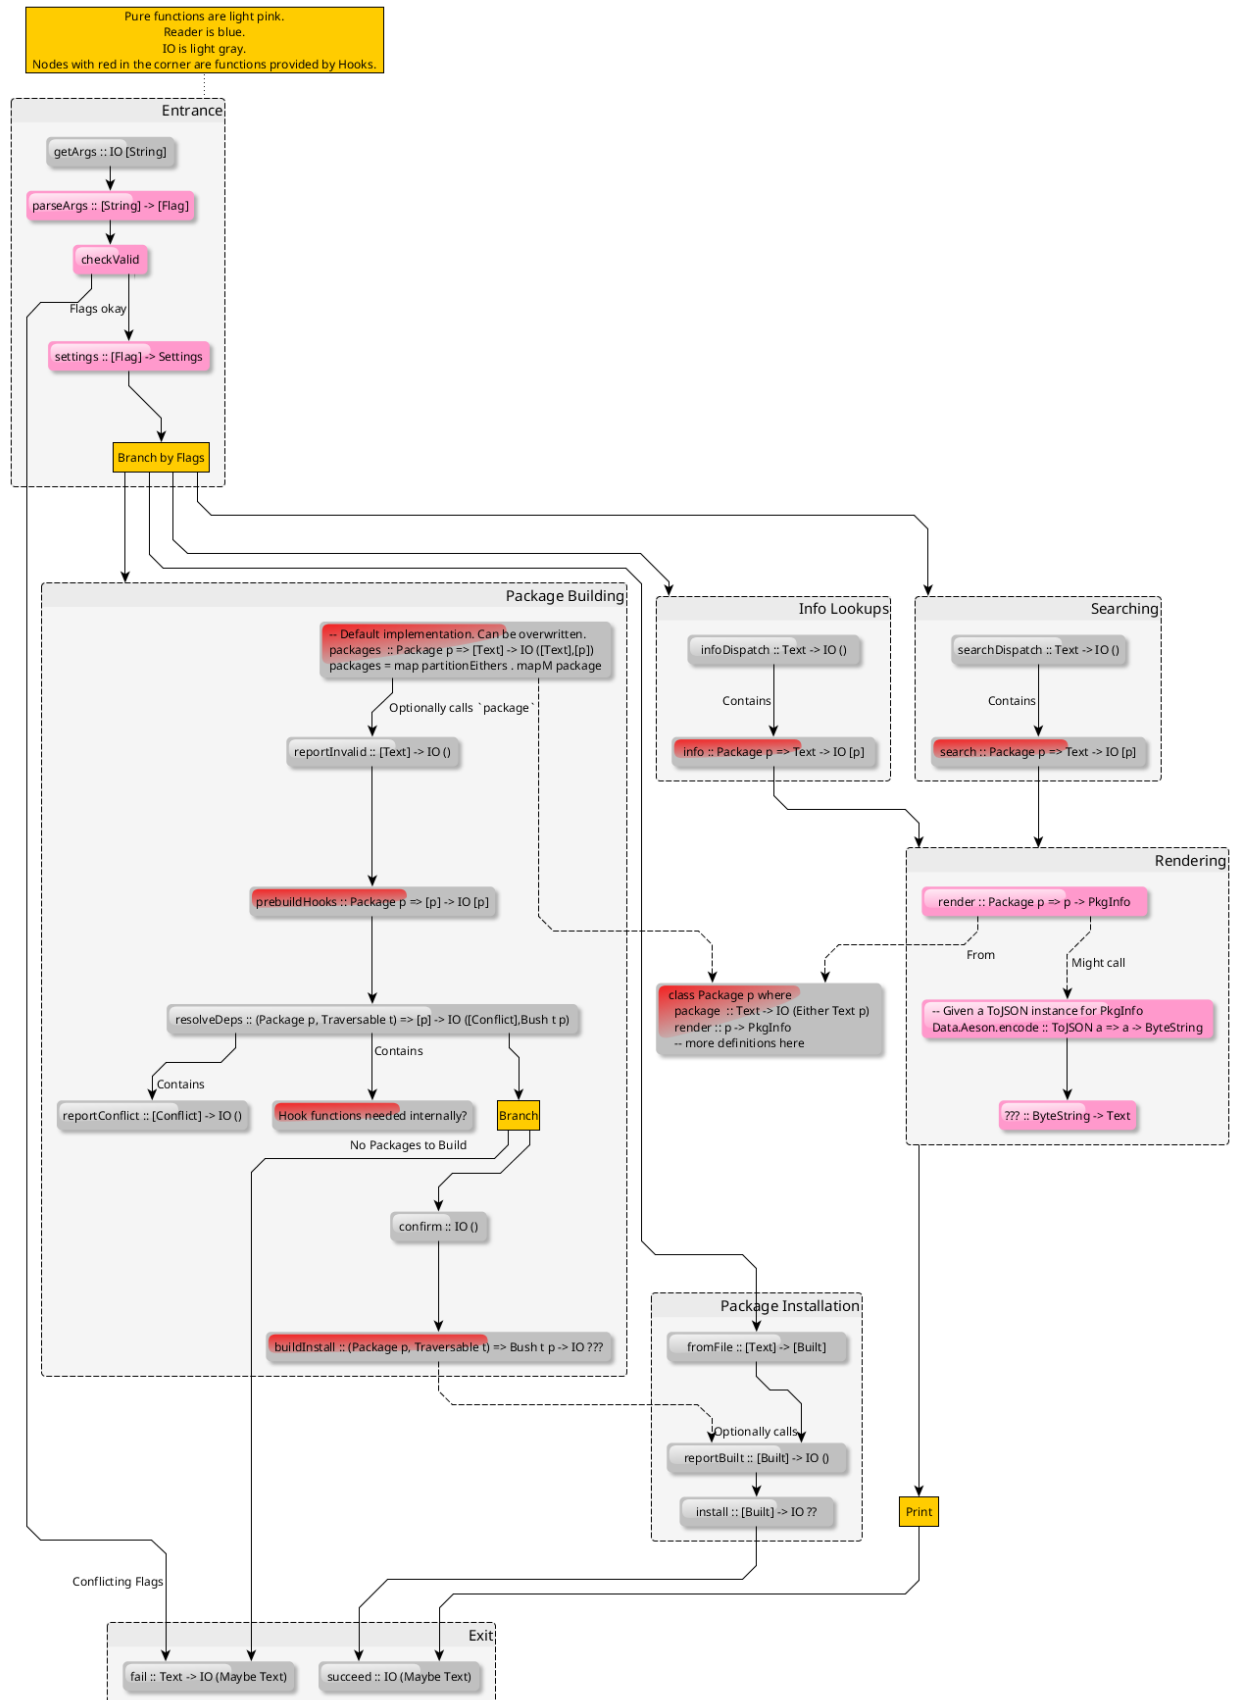 Pure functions are light pink.
Reader is blue.
IO is light gray.
Nodes with red in the corner are functions provided by Hooks.
Entrance
getArgs :: IO [String]
parseArgs :: [String] -> [Flag]
checkValid
Flags okay
settings :: [Flag] -> Settings
Branch by Flags
Package Building
-- Default implementation. Can be overwritten.
packages  :: Package p => [Text] -> IO ([Text],[p])
packages = map partitionEithers . mapM package
Optionally calls `package`
reportInvalid :: [Text] -> IO ()
prebuildHooks :: Package p => [p] -> IO [p]
resolveDeps :: (Package p, Traversable t) => [p] -> IO ([Conflict],Bush t p)
Contains
Contains
reportConflict :: [Conflict] -> IO ()
Hook functions needed internally?
Branch
No Packages to Build
confirm :: IO ()
buildInstall :: (Package p, Traversable t) => Bush t p -> IO ???
Info Lookups
infoDispatch :: Text -> IO ()
Contains
info :: Package p => Text -> IO [p]
Searching
searchDispatch :: Text -> IO ()
Contains
search :: Package p => Text -> IO [p]
Rendering
render :: Package p => p -> PkgInfo
From
Might call
class Package p where
package  :: Text -> IO (Either Text p)
render :: p -> PkgInfo
-- more definitions here
-- Given a ToJSON instance for PkgInfo
Data.Aeson.encode :: ToJSON a => a -> ByteString
??? :: ByteString -> Text
Package Installation
fromFile :: [Text] -> [Built]
Optionally calls
reportBuilt :: [Built] -> IO ()
install :: [Built] -> IO ??
Print
Conflicting Flags
Exit
fail :: Text -> IO (Maybe Text)
succeed :: IO (Maybe Text)